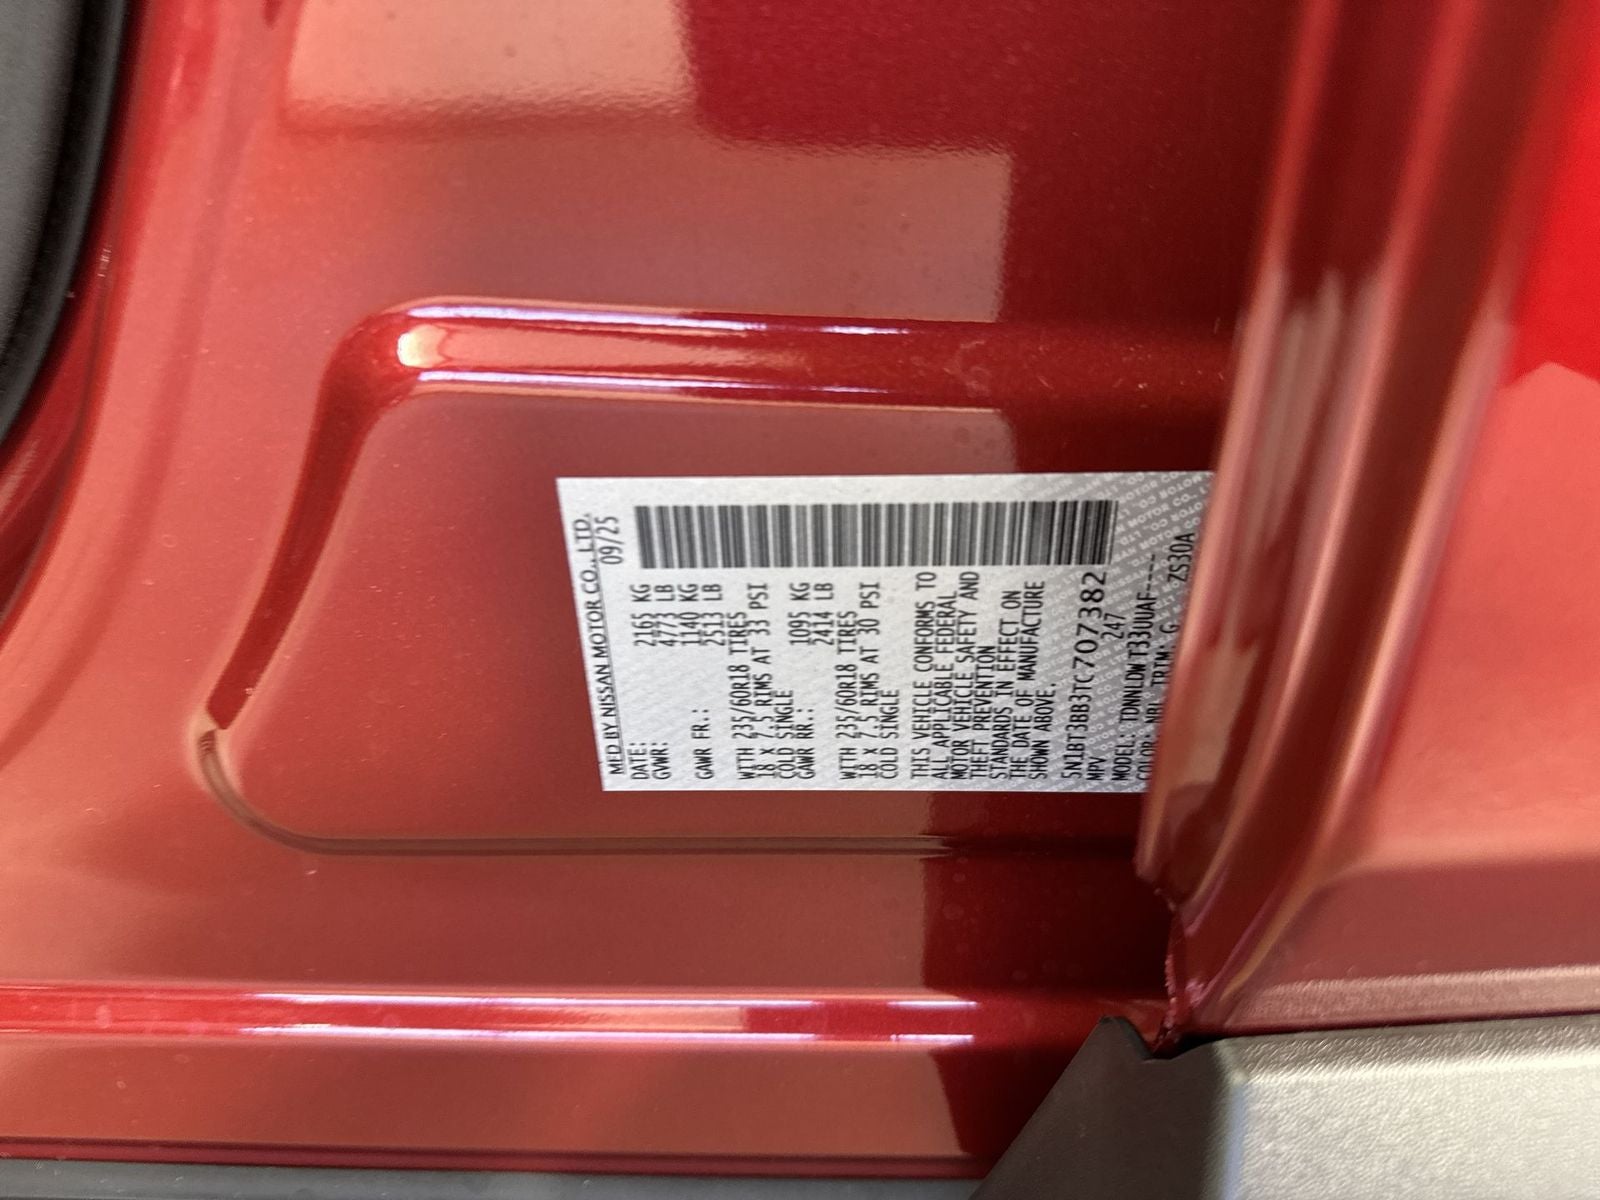 MFD BY NISSAN MOTOR CO., LTD.
DATE: 09/25
GVWR: 2165 KG
4773 LB
GAWR FR.: 1140 KG
2513 LB
WITH 235/60R18 TIRES
18 X 7.5 RIMS AT 33 PSI
COLD SINGLE
GAWR RR.: 1095 KG
2414 LB
WITH 235/60R18 TIRES
18 X 7.5 RIMS AT 30 PSI
COLD SINGLE
THIS VEHICLE CONFORMS TO
ALL APPLICABLE FEDERAL
MOTOR VEHICLE SAFETY AND
THEFT PREVENTION
STANDARDS IN EFFECT ON
THE DATE OF MANUFACTURE
SHOWN ABOVE.
5N1BT3BB3TC707382
MPV 247
MODEL: TDNNLDW T33UUAF----
COLOR: NBL TRIM: G ZS30A